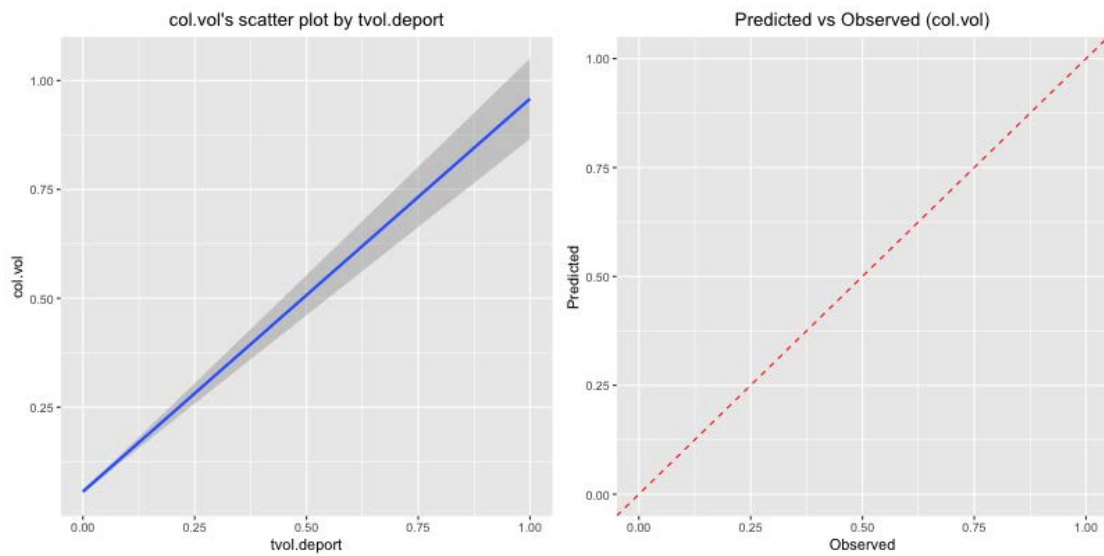 col.vol's scatter plot by tvol.deport
1.00
0.75
0.50
0.25
col.vol
0.00 0.25 0.50 0.75 1.00
tvol.deport
Predicted vs Observed (col.vol)
1.00
0.75
0.50
0.25
0.00
Predicted
0.00 0.25 0.50 0.75 1.00
Observed